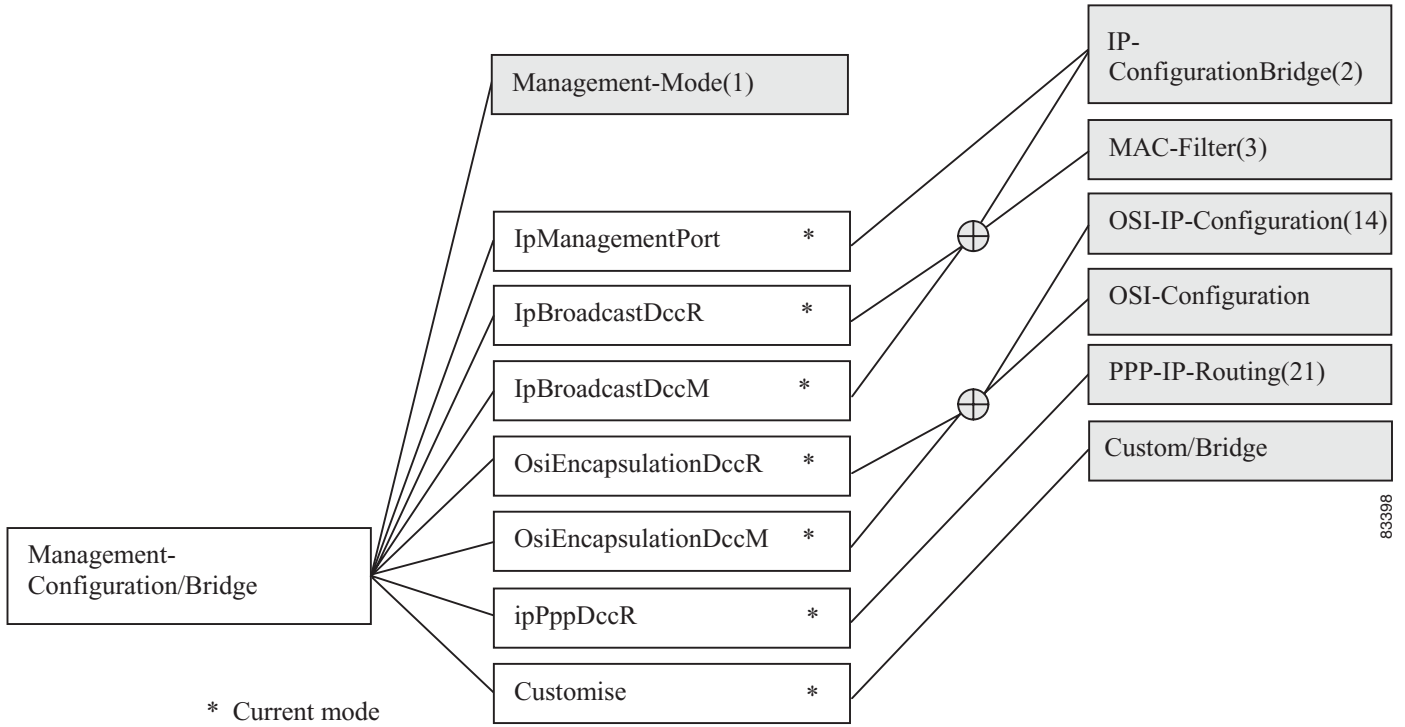 Management-Mode(1)
IpManagementPort *
IpBroadcastDccR *
IpBroadcastDccM *
OsiEncapsulationDccR *
OsiEncapsulationDccM *
ipPppDccR *
Customise *
Management-
Configuration/Bridge
* Current mode
IP-
ConfigurationBridge(2)
MAC-Filter(3)
OSI-IP-Configuration(14)
OSI-Configuration
PPP-IP-Routing(21)
Custom/Bridge
83398